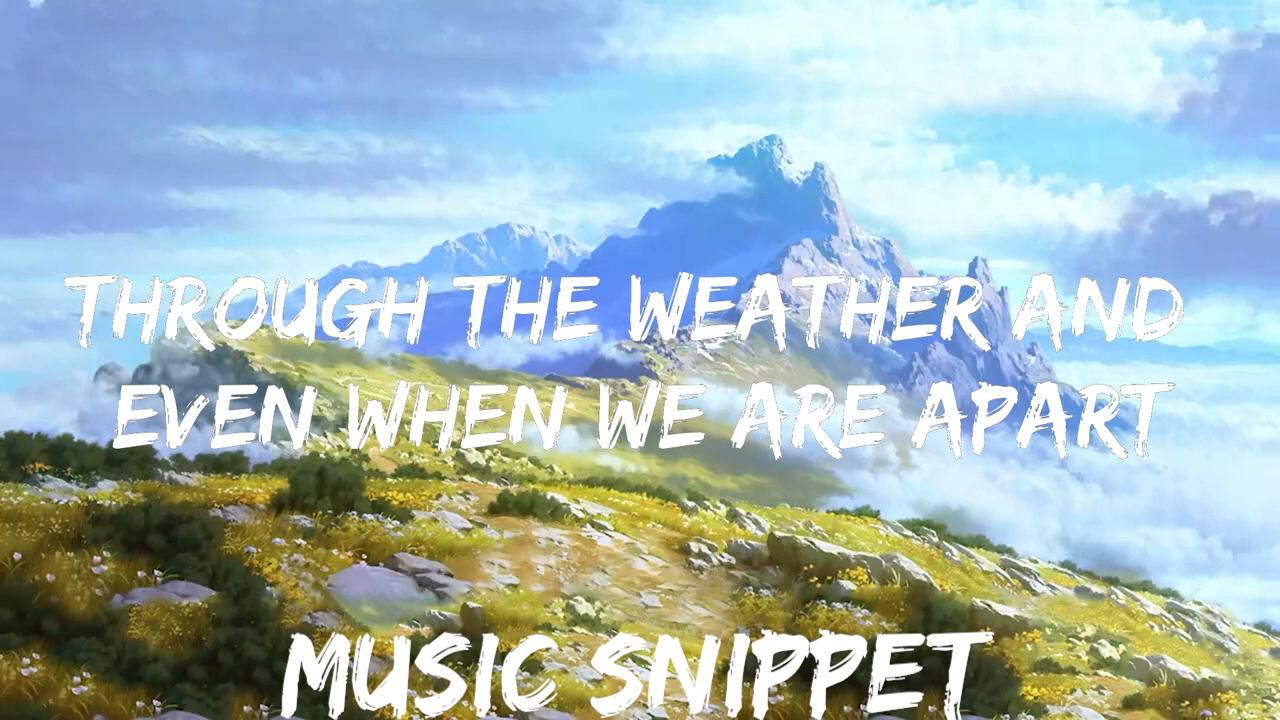 THROUGH THE WEATHER AND
EVEN WHEN WE ARE APART
MUSIC SNIPPET